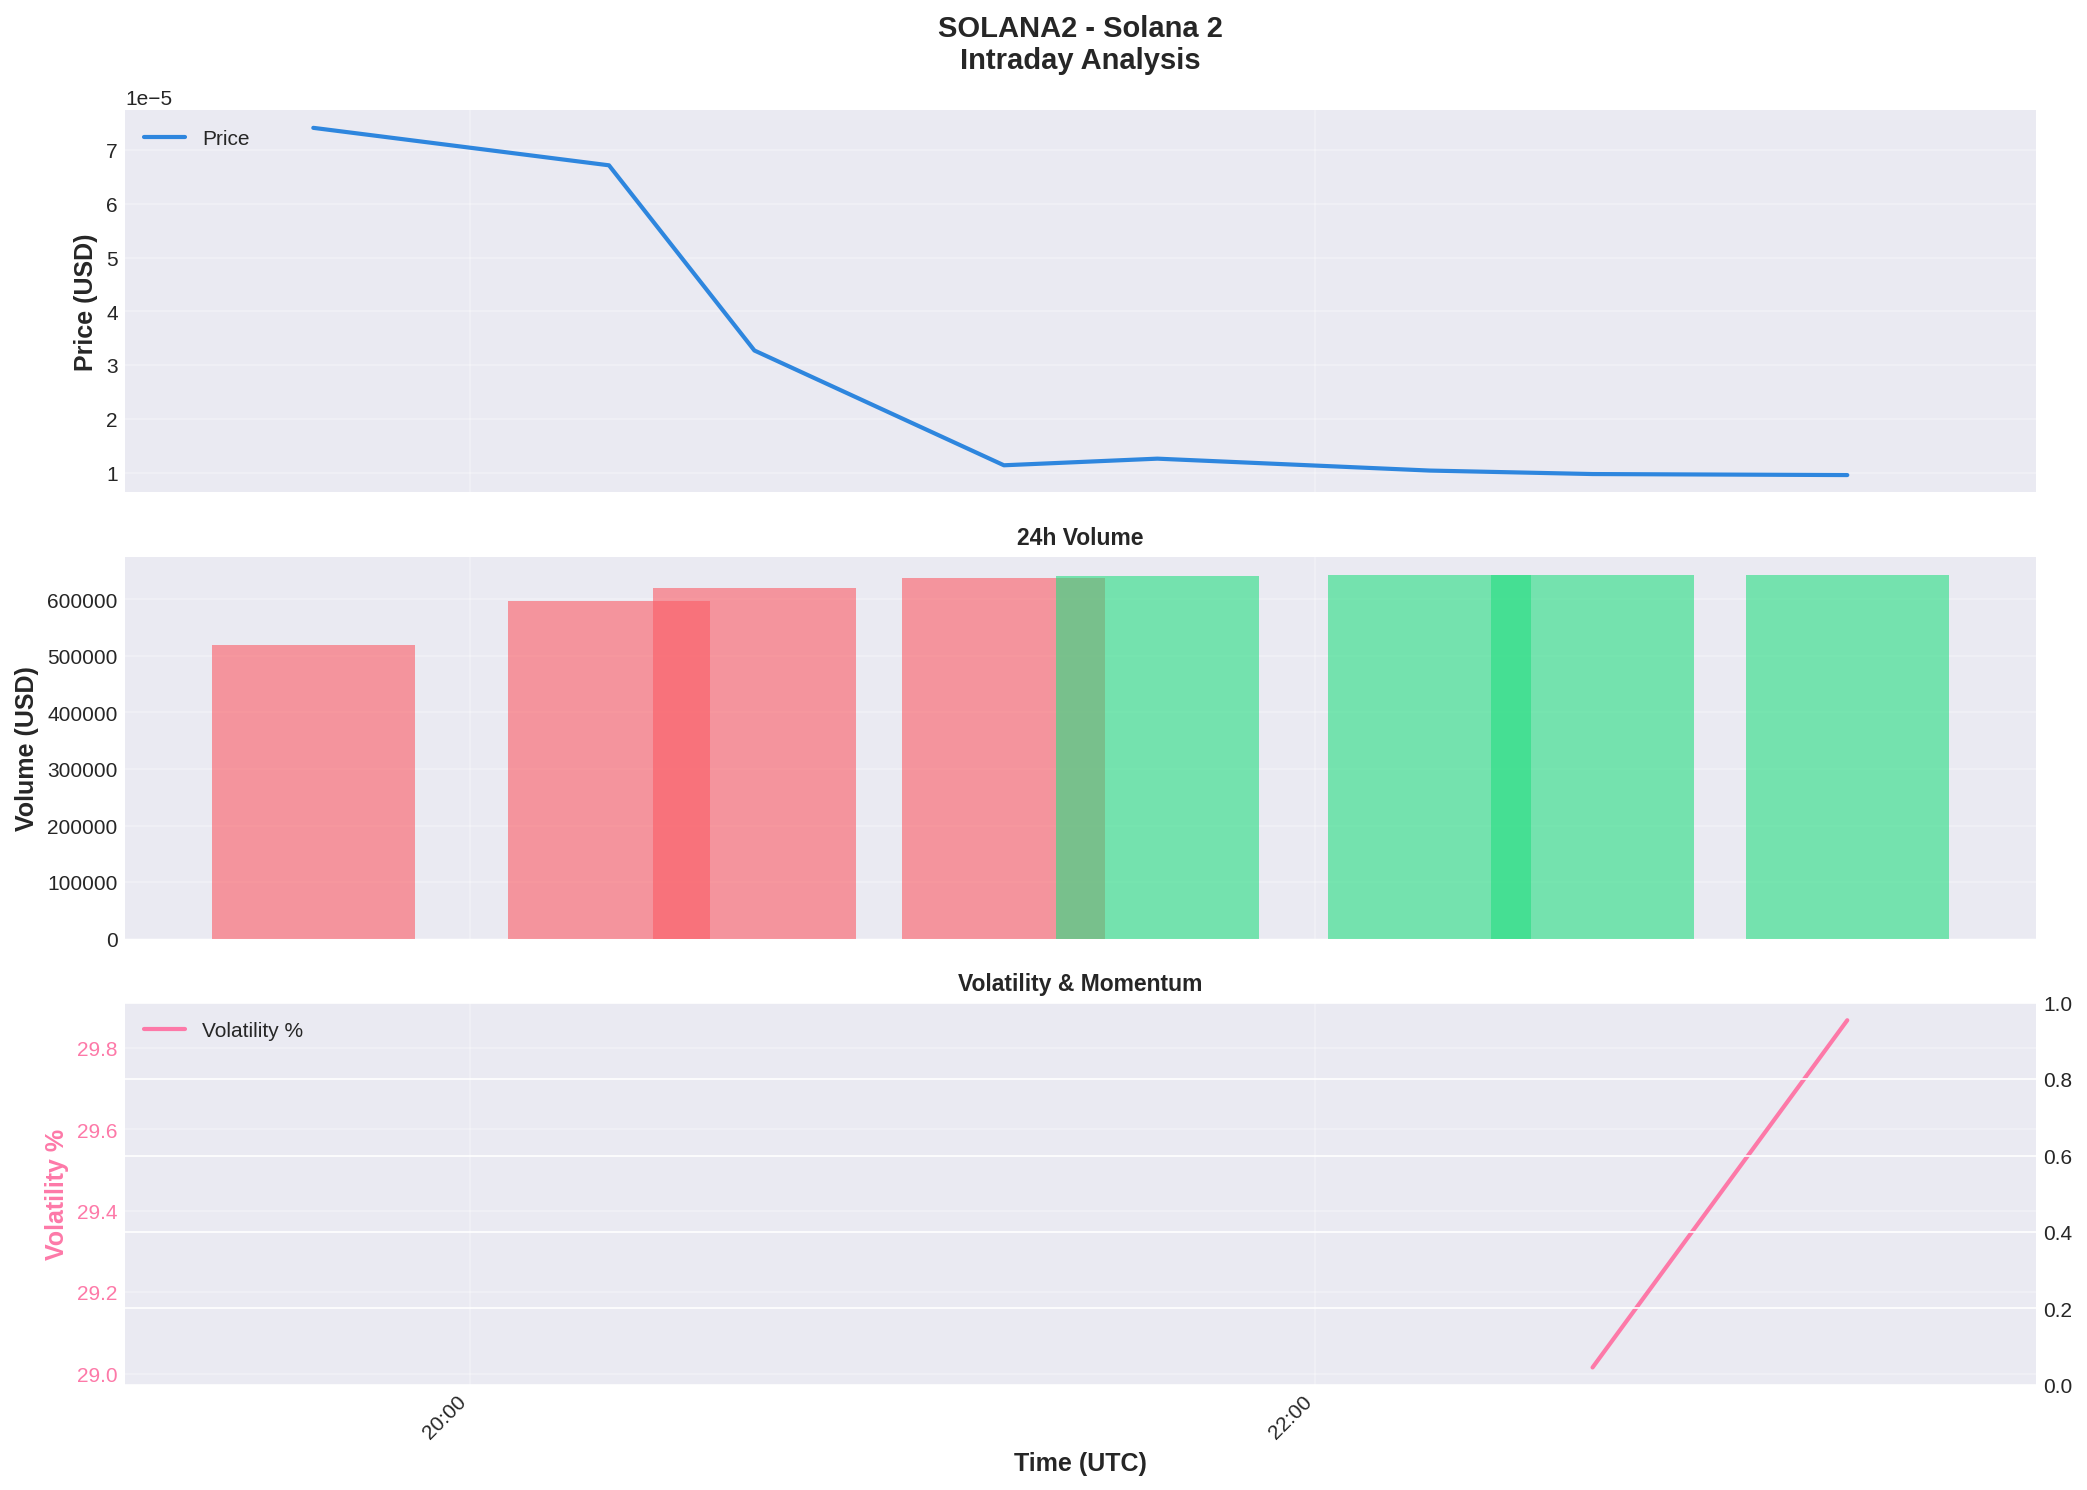 SOLANA2 - Solana 2
Intraday Analysis
1e−5
Price
7
6
5
4
3
2
1
Price (USD)
24h Volume
600000
500000
400000
300000
200000
100000
0
Volume (USD)
Volatility & Momentum
Volatility %
29.8
29.6
29.4
29.2
29.0
Volatility %
1.0
0.8
0.6
0.4
0.2
0.0
20:00
22:00
Time (UTC)